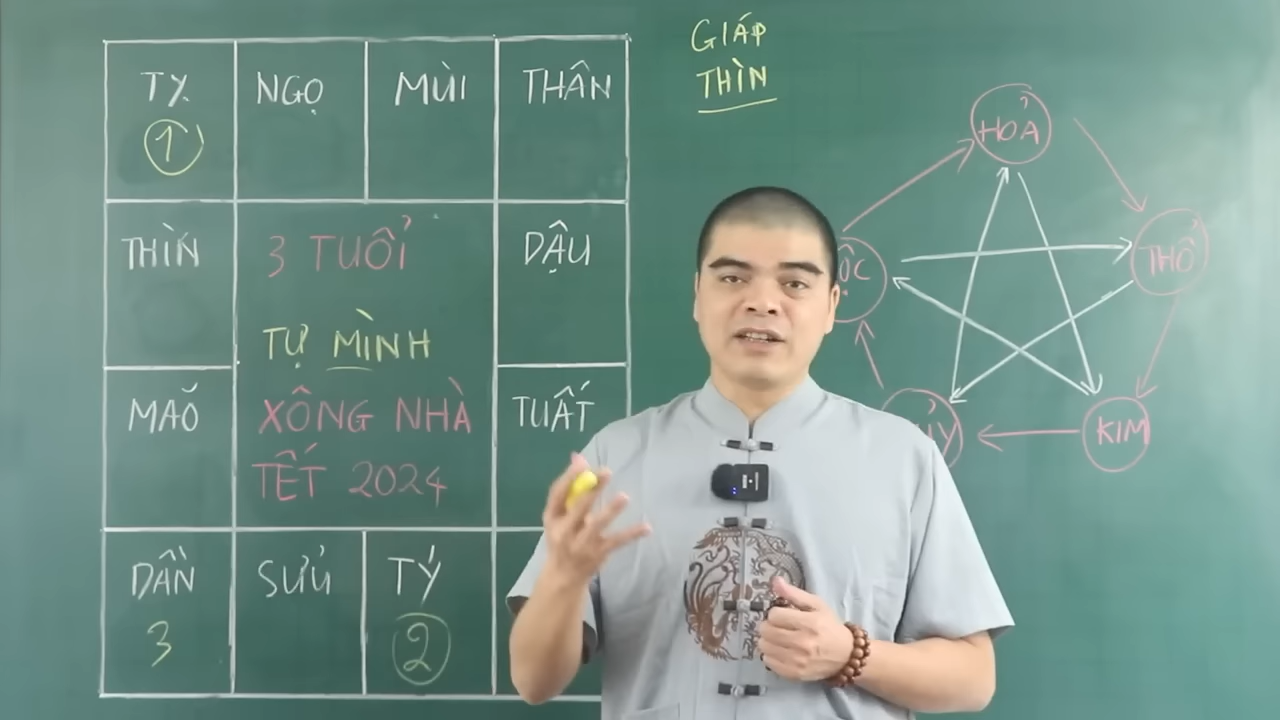 GIÁP
THÌN
TỴ NGỌ MÙI THÂN
1
THÌN DẬU
3 TUỔI
TỰ MÌNH
MÃO TUẤT
XÔNG NHÀ
TẾT 2024
DẦN SỬU TÝ
3 2
HỎA
THỔ
KIM